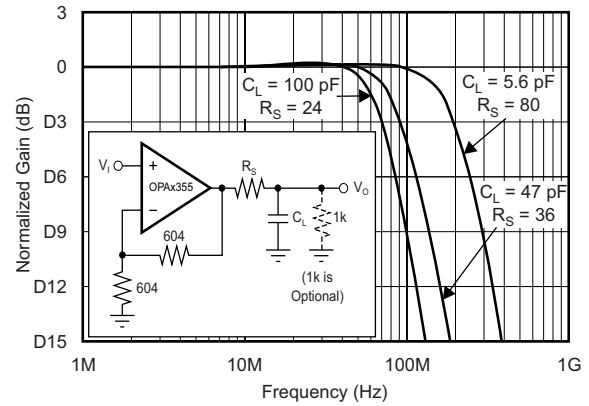 3
0
D3
D6
D9
D12
D15
Normalized Gain (dB)
C_L = 100 pF
R_S = 24
C_L = 5.6 pF
R_S = 80
C_L = 47 pF
R_S = 36
V_I
+
OPAx355
−
R_S
V_O
C_L
1k
604
604
(1k is
Optional)
1M
10M
100M
1G
Frequency (Hz)